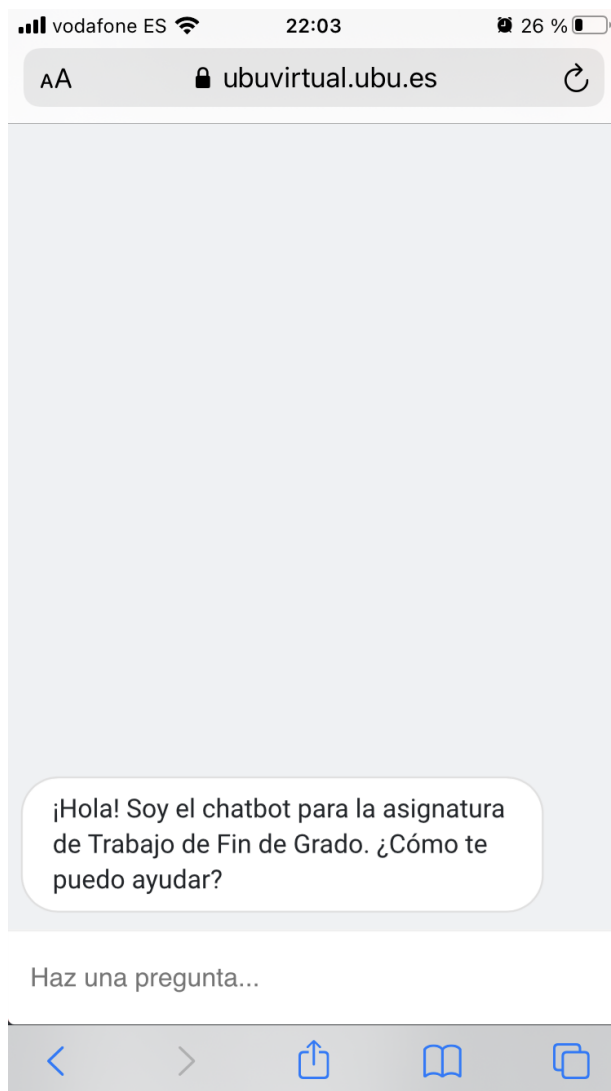 vodafone ES 22:03 26 %
AA ubuvirtual.ubu.es
¡Hola! Soy el chatbot para la asignatura
de Trabajo de Fin de Grado. ¿Cómo te
puedo ayudar?
Haz una pregunta...